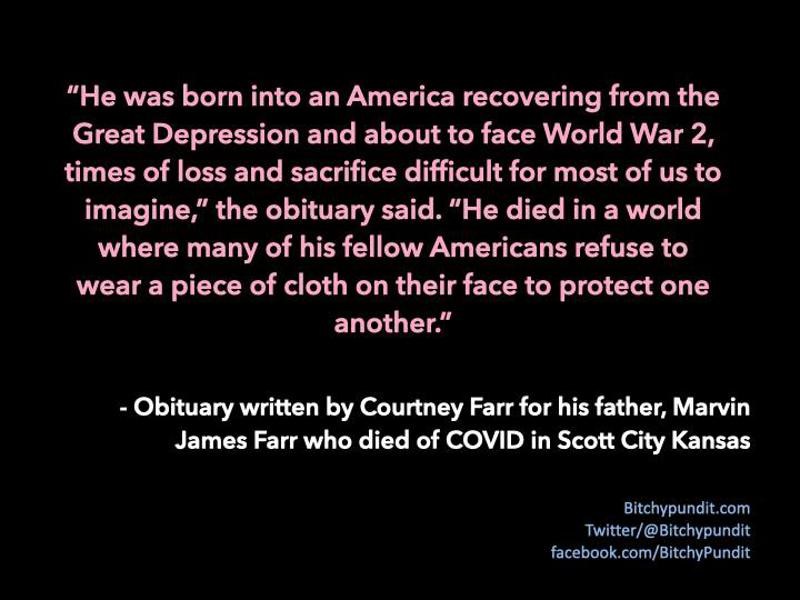 “He was born into an America recovering from the
Great Depression and about to face World War 2,
times of loss and sacrifice difficult for most of us to
imagine,” the obituary said. “He died in a world
where many of his fellow Americans refuse to
wear a piece of cloth on their face to protect one
another.”
- Obituary written by Courtney Farr for his father, Marvin
James Farr who died of COVID in Scott City Kansas
Bitchypundit.com
Twitter/@Bitchypundit
facebook.com/BitchyPundit